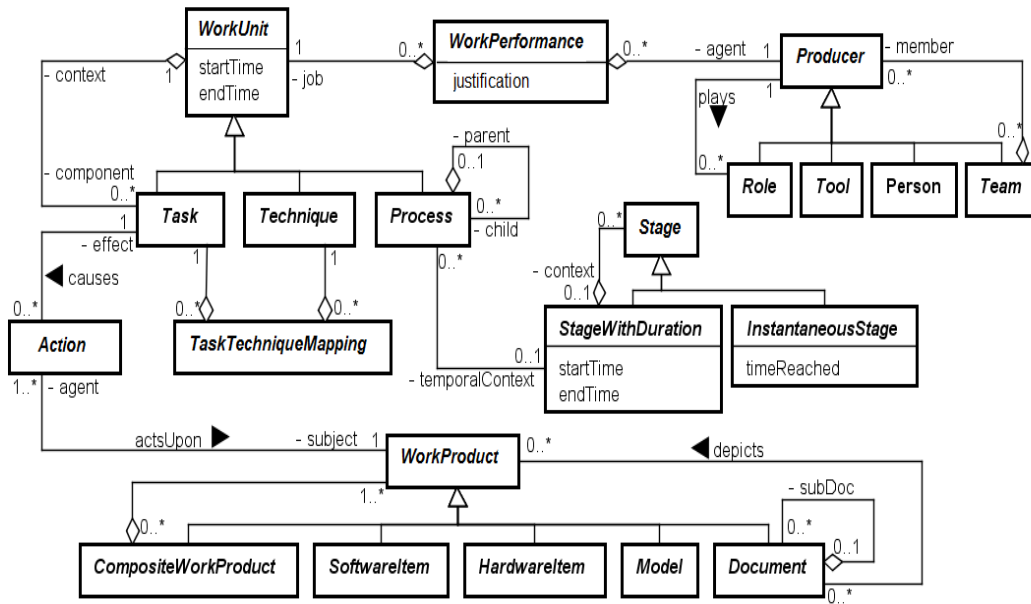 WorkUnit
startTime
endTime
1
- job
0..*
WorkPerformance
justification
0..*
- agent
1
Producer
- member
0..*
1
plays
0..*
0..*
Role
Tool
Person
Team
- context
1
- component
0..*
Task
Technique
Process
- parent
0..1
0..*
- child
1
- effect
causes
0..*
Action
1
0..*
1
0..*
TaskTechniqueMapping
0..*
0..1
- temporalContext
0..*
Stage
- context
0..1
StageWithDuration
startTime
endTime
InstantaneousStage
timeReached
1..*
- agent
actsUpon
- subject
1
WorkProduct
0..*
depicts
1..*
0..*
- subDoc
0..*
0..1
CompositeWorkProduct
SoftwareItem
HardwareItem
Model
Document
0..*